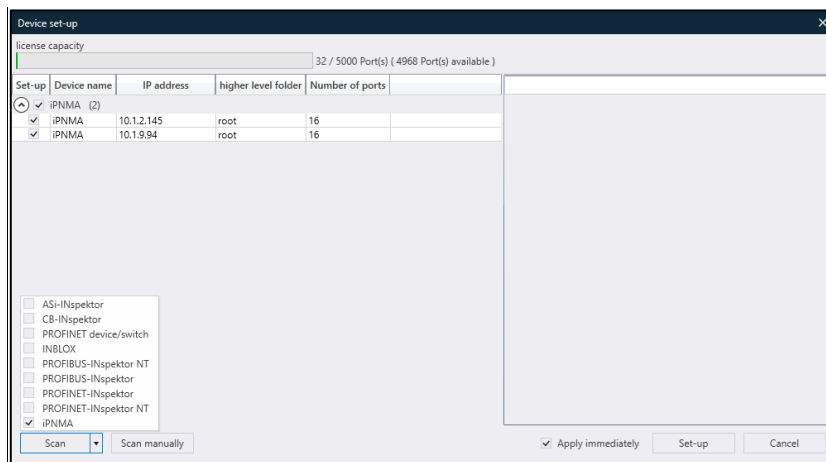 Device set-up
license capacity
32 / 5000 Port(s) ( 4968 Port(s) available )
Set-up Device name IP address higher level folder Number of ports
iPNMA (2)
iPNMA 10.1.2.145 root 16
iPNMA 10.1.9.94 root 16
ASi-INspektor
CB-INspektor
PROFINET device/switch
INBLOX
PROFIBUS-INspektor NT
PROFIBUS-INspektor
PROFINET-INspektor
PROFINET-INspektor NT
iPNMA
Scan Scan manually Apply immediately Set-up Cancel